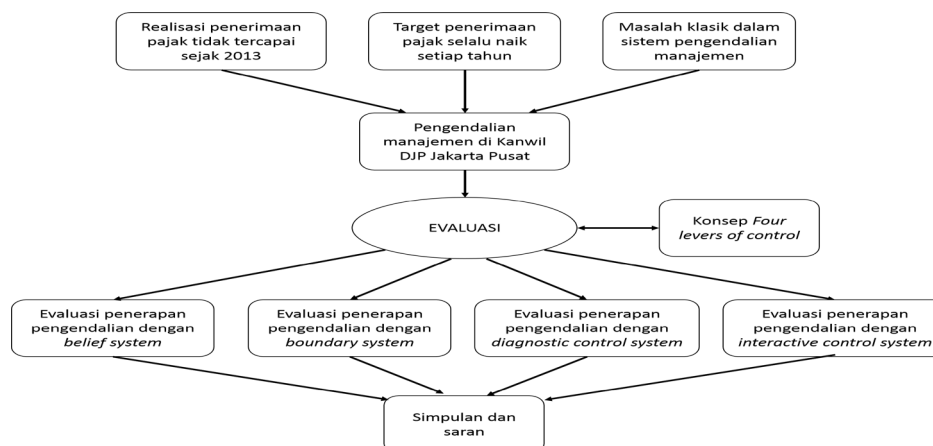 Realisasi penerimaan
pajak tidak tercapai
sejak 2013
Target penerimaan
pajak selalu naik
setiap tahun
Masalah klasik dalam
sistem pengendalian
manajemen
Pengendalian
manajemen di Kanwil
DJP Jakarta Pusat
EVALUASI
Konsep Four
levers of control
Evaluasi penerapan
pengendalian dengan
belief system
Evaluasi penerapan
pengendalian dengan
boundary system
Evaluasi penerapan
pengendalian dengan
diagnostic control system
Evaluasi penerapan
pengendalian dengan
interactive control system
Simpulan dan
saran